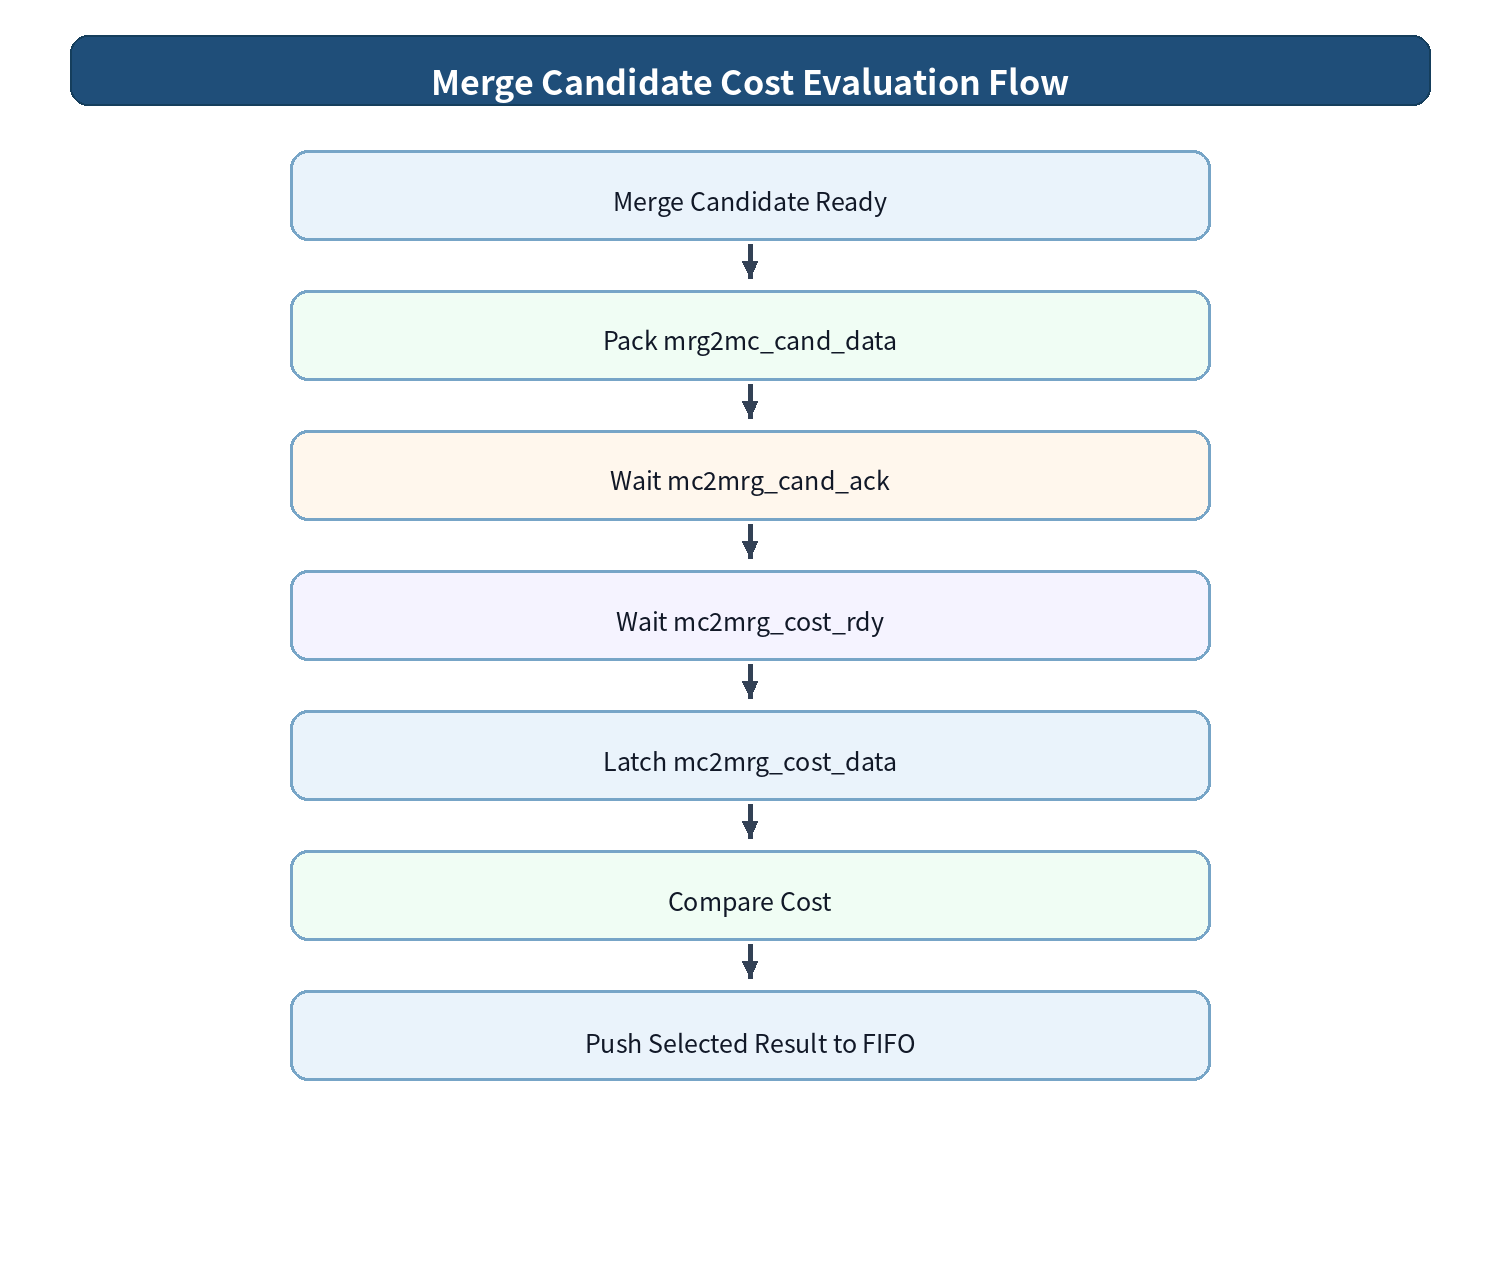 Merge Candidate Cost Evaluation Flow
Merge Candidate Ready
Pack mrg2mc_cand_data
Wait mc2mrg_cand_ack
Wait mc2mrg_cost_rdy
Latch mc2mrg_cost_data
Compare Cost
Push Selected Result to FIFO